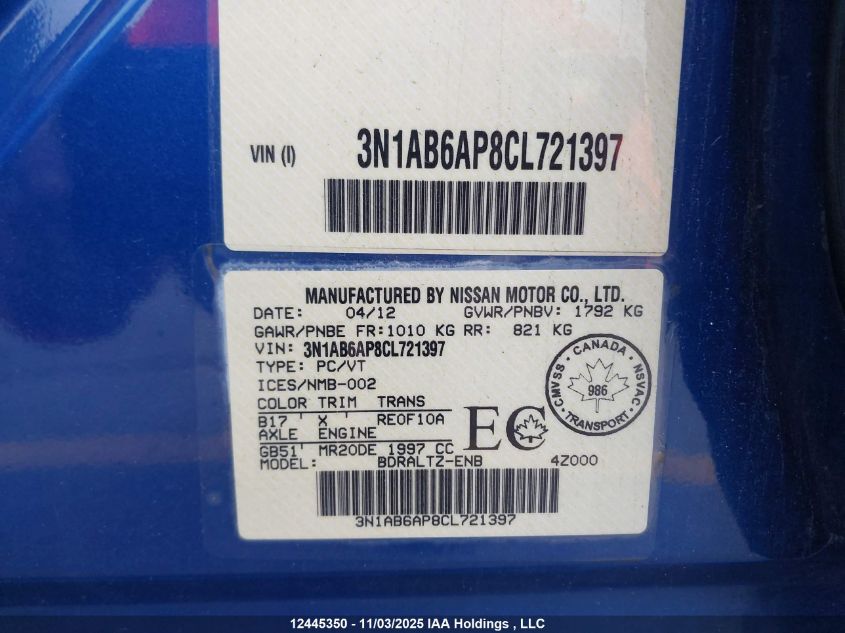 VIN (I) 3N1AB6AP8CL721397
MANUFACTURED BY NISSAN MOTOR CO., LTD.
DATE: 04/12 GVWR/PNBV: 1792 KG
GAWR/PNBE FR:1010 KG RR: 821 KG
VIN: 3N1AB6AP8CL721397
TYPE: PC/VT
ICES/NMB-002
COLOR TRIM TRANS
B17 ' X ' RE0F10A
AXLE ENGINE
GB51' MR20DE 1997 CC
MODEL: BDRALTZ-ENB 4Z000
EC
CANADA
CMVSS NSVAC
986
TRANSPORT
3N1AB6AP8CL721397
12445350 - 11/03/2025 IAA Holdings , LLC